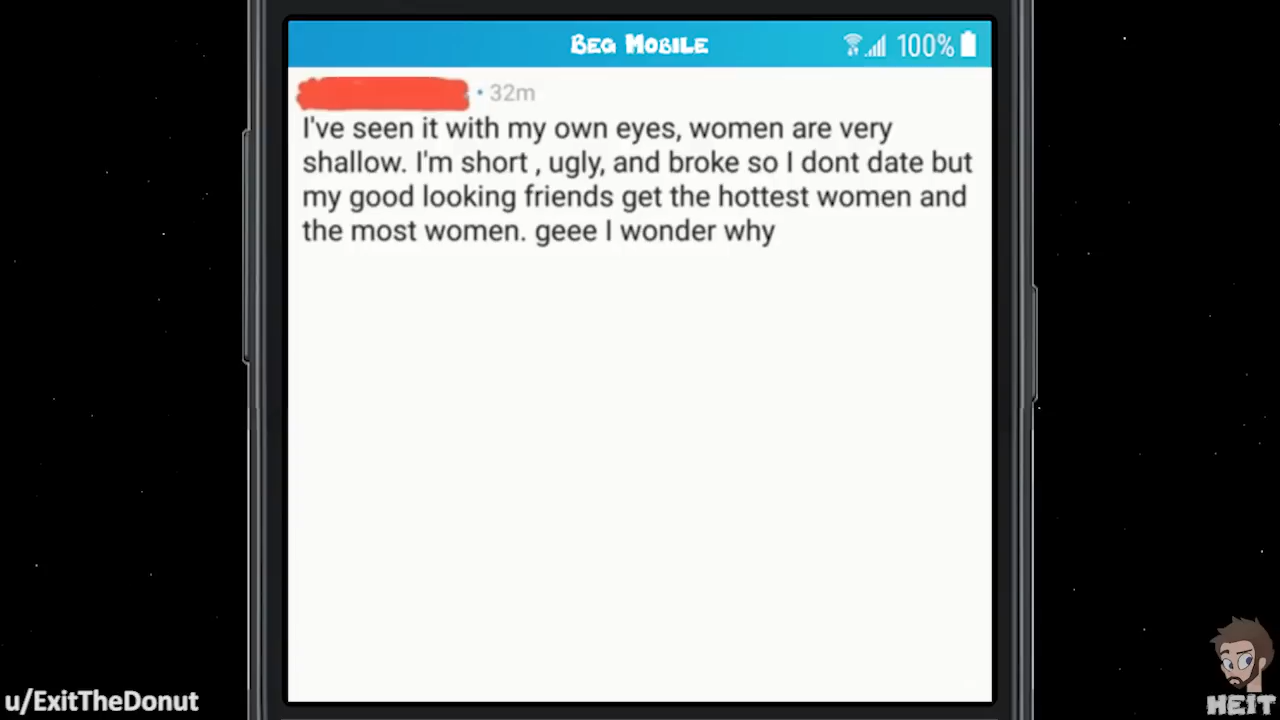 Beg Mobile
100%
• 32m
I've seen it with my own eyes, women are very
shallow. I'm short , ugly, and broke so I dont date but
my good looking friends get the hottest women and
the most women. geee I wonder why
u/ExitTheDonut
HEIT